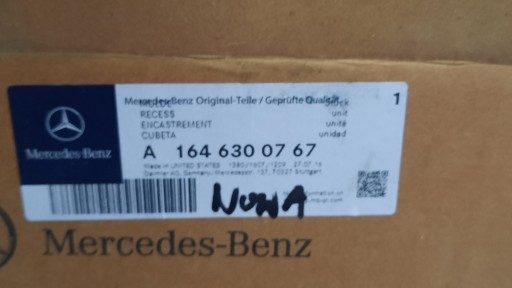 Mercedes-Benz Original-Teile / Geprüfte Qualität
1
RECESS unit
ENCASTREMENT unité
CUBETA unided
Mercedes-Benz
A 164 630 07 67
Made in UNITED STATES
Daimler AG, Germany, Mercedesstr. 137, 70327 Stuttgart
NOWA
Mercedes-Benz